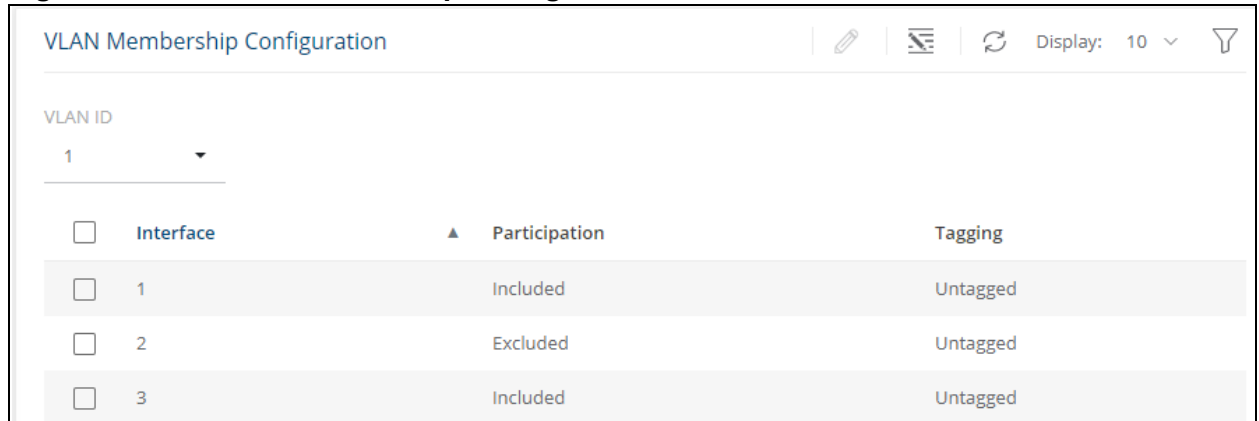 VLAN Membership Configuration
Display: 10
VLAN ID
1
Interface Participation Tagging
1 Included Untagged
2 Excluded Untagged
3 Included Untagged